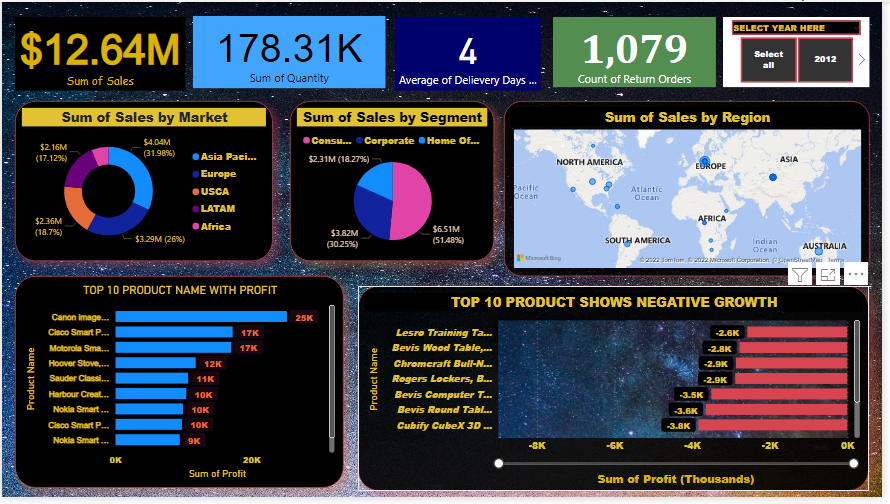 $12.64M
Sum of Sales
178.31K
Sum of Quantity
4
Average of Delievery Days ...
1,079
Count of Return Orders
SELECT YEAR HERE
Select all
2012
Sum of Sales by Market
$4.04M (31.98%)
$3.29M (26%)
$2.36M (18.7%)
$2.16M (17.12%)
Asia Paci...
Europe
USCA
LATAM
Africa
Sum of Sales by Segment
Consu...
Corporate
Home Of...
$2.31M (18.27%)
$3.82M (30.25%)
$6.51M (51.48%)
Sum of Sales by Region
NORTH AMERICA
EUROPE
ASIA
Pacific Ocean
Atlantic Ocean
AFRICA
SOUTH AMERICA
Indian Ocean
AUSTRALIA
Microsoft Bing
© 2022 TomTom, © 2022 Microsoft Corporation, © OpenStreetMap Terms
TOP 10 PRODUCT NAME WITH PROFIT
Product Name
Canon image... 25K
Cisco Smart P... 17K
Motorola Sma... 17K
Hoover Stove,... 12K
Sauder Classi... 11K
Harbour Creat... 10K
Nokia Smart ... 10K
Cisco Smart P... 10K
Nokia Smart ... 9K
0K 20K
Sum of Profit
TOP 10 PRODUCT SHOWS NEGATIVE GROWTH
Product Name
Lesro Training Ta... -2.6K
Bevis Wood Table,... -2.8K
Chromcraft Bull-N... -2.9K
Rogers Lockers, B... -2.9K
Bevis Computer T... -3.5K
Bevis Round Tabl... -3.6K
Cubify CubeX 3D ... -3.8K
-8K -6K -4K -2K 0K
Sum of Profit (Thousands)